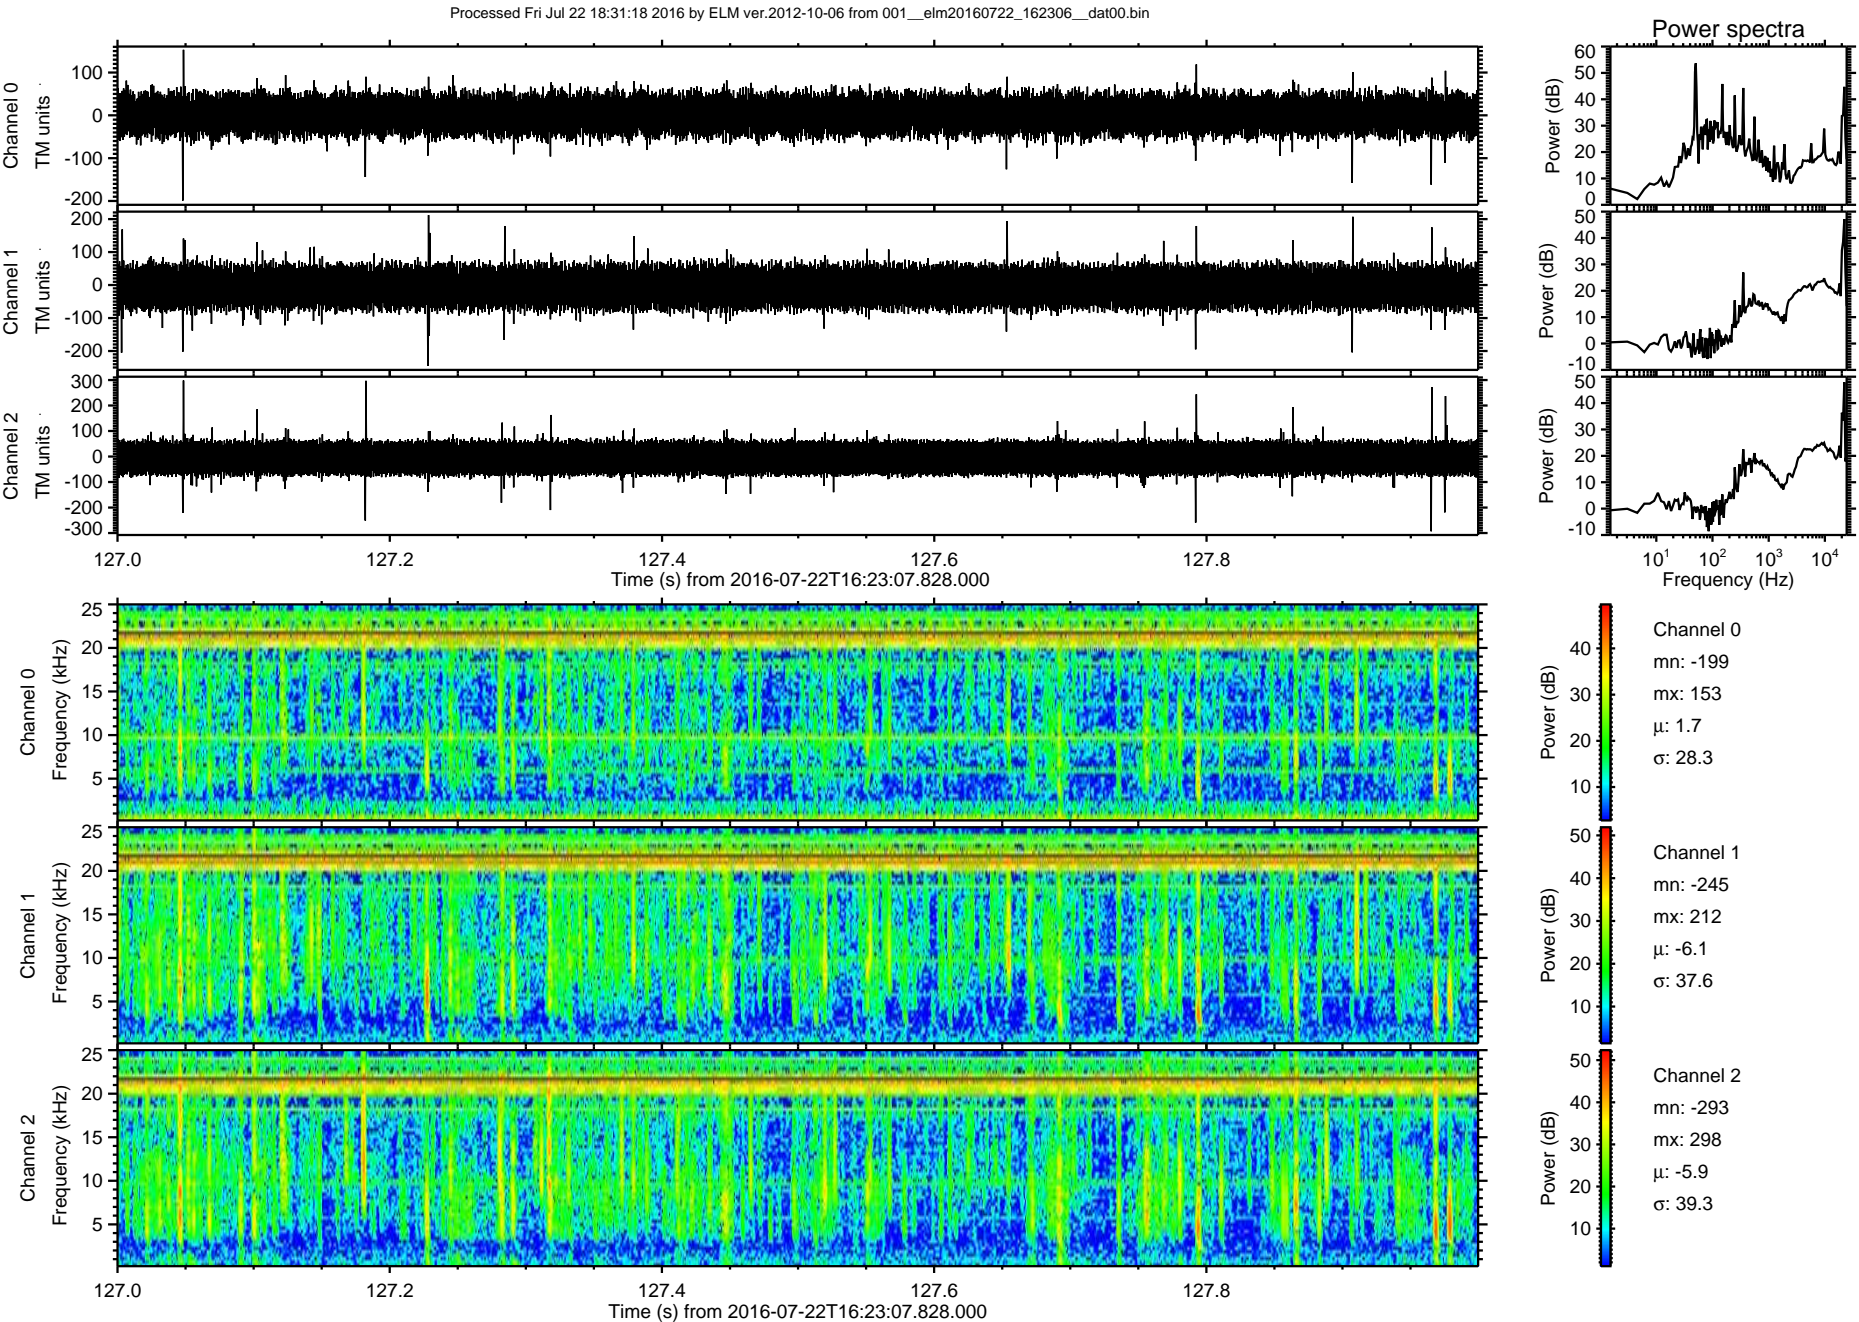 Processed Fri Jul 22 18:31:18 2016 by ELM ver.2012-10-06 from 001__elm20160722_162306__dat00.bin
Power spectra
Channel 0
TM units
100
0
-100
-200
Power (dB)
60
50
40
30
20
10
0
Channel 1
TM units
200
100
0
-100
-200
Power (dB)
50
40
30
20
10
0
-10
Channel 2
TM units
300
200
100
0
-100
-200
-300
Power (dB)
50
40
30
20
10
0
-10
127.0 127.2 127.4 127.6 127.8
Time (s) from 2016-07-22T16:23:07.828.000
10¹ 10² 10³ 10⁴
Frequency (Hz)
Channel 0
Frequency (kHz)
25
20
15
10
5
Power (dB)
40
30
20
10
Channel 0
mn: -199
mx: 153
μ: 1.7
σ: 28.3
Channel 1
Frequency (kHz)
25
20
15
10
5
Power (dB)
50
40
30
20
10
Channel 1
mn: -245
mx: 212
μ: -6.1
σ: 37.6
Channel 2
Frequency (kHz)
25
20
15
10
5
Power (dB)
50
40
30
20
10
Channel 2
mn: -293
mx: 298
μ: -5.9
σ: 39.3
127.0 127.2 127.4 127.6 127.8
Time (s) from 2016-07-22T16:23:07.828.000